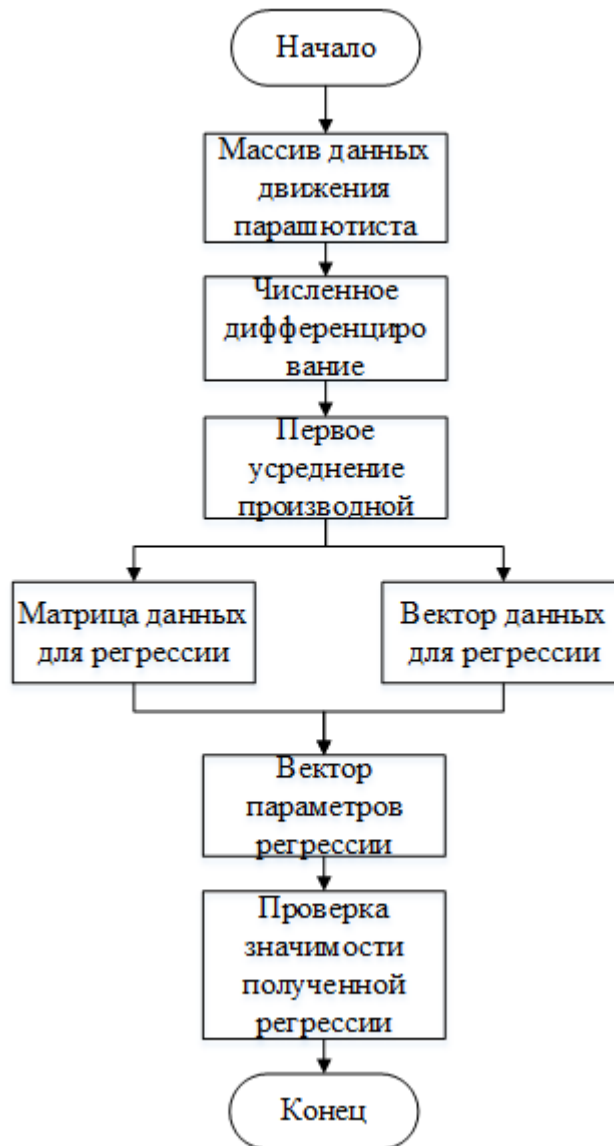 Начало
Массив данных
движения
парашютиста
Численное
дифференциро
вание
Первое
усреднение
производной
Матрица данных
для регрессии
Вектор данных
для регрессии
Вектор
параметров
регрессии
Проверка
значимости
полученной
регрессии
Конец